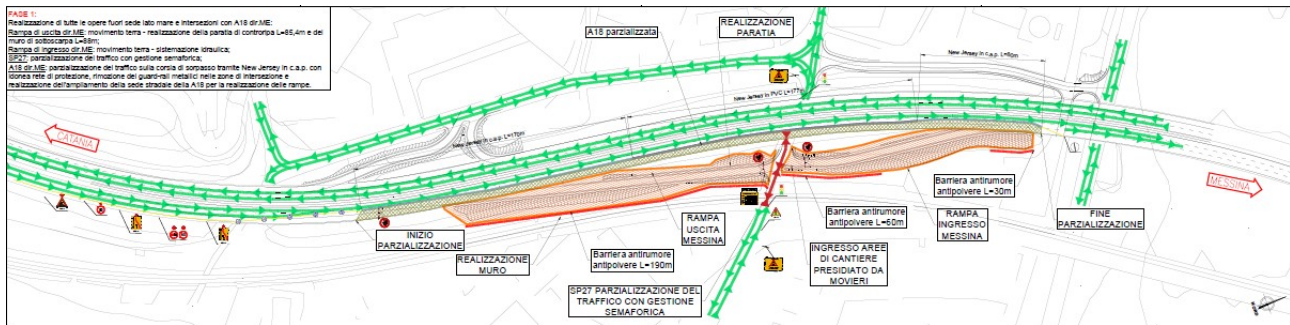 FASE 1:
Realizzazione di tutte le opere fuori sede lato mare e intersezioni con A18 dir.ME:
Rampa di uscita dir.ME: movimento terra - realizzazione della paratia di controripa L=85,4m e del
muro di sottoscarpa L=88m;
Rampa di ingresso dir.ME: movimento terra - sistemazione idraulica;
SP27: parzializzazione del traffico con gestione semaforica;
A18 dir.ME: parzializzazione del traffico sulla corsia di sorpasso tramite New Jersey in c.a.p. con
idonea rete di protezione, rimozione dei guard-rail metallici nelle zone di intersezione e
realizzazione dell'ampliamento della sede stradale della A18 per la realizzazione delle rampe.
A18 parzializzata
REALIZZAZIONE
PARATIA
New Jersey in c.a.p. L=170m
New Jersey in PVC L=177m
CATANIA
MESSINA
INIZIO
PARZIALIZZAZIONE
REALIZZAZIONE
MURO
Barriera antirumore
antipolvere L=190m
RAMPA
USCITA
MESSINA
SP27 PARZIALIZZAZIONE DEL
TRAFFICO CON GESTIONE
SEMAFORICA
Barriera antirumore
antipolvere L=60m
INGRESSO AREE
DI CANTIERE
PRESIDIATO DA
MOVIERI
Barriera antirumore
antipolvere L=30m
RAMPA
INGRESSO
MESSINA
FINE
PARZIALIZZAZIONE